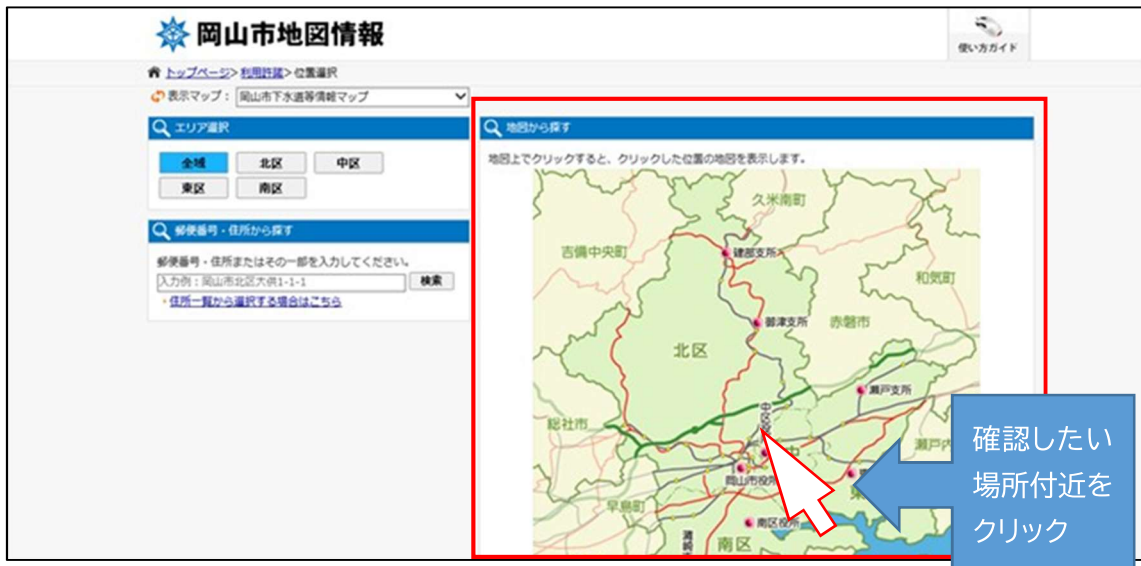 岡山市地図情報
使い方ガイド
トップページ> 利用許諾> 位置選択
表示マップ： 岡山市下水道等情報マップ
エリア選択
全域 北区 中区
東区 南区
郵便番号・住所から探す
郵便番号・住所またはその一部を入力してください。
入力例：岡山市北区大供1-1-1 検索
住所一覧から選択する場合はこちら
地図から探す
地図上でクリックすると、クリックした位置の地図を表示します。
久米南町
吉備中央町
建部支所
和気町
御津支所
赤磐市
北区
瀬戸支所
総社市
中
岡山市役所
早島町
南区役所
南区
確認したい
場所付近を
クリック